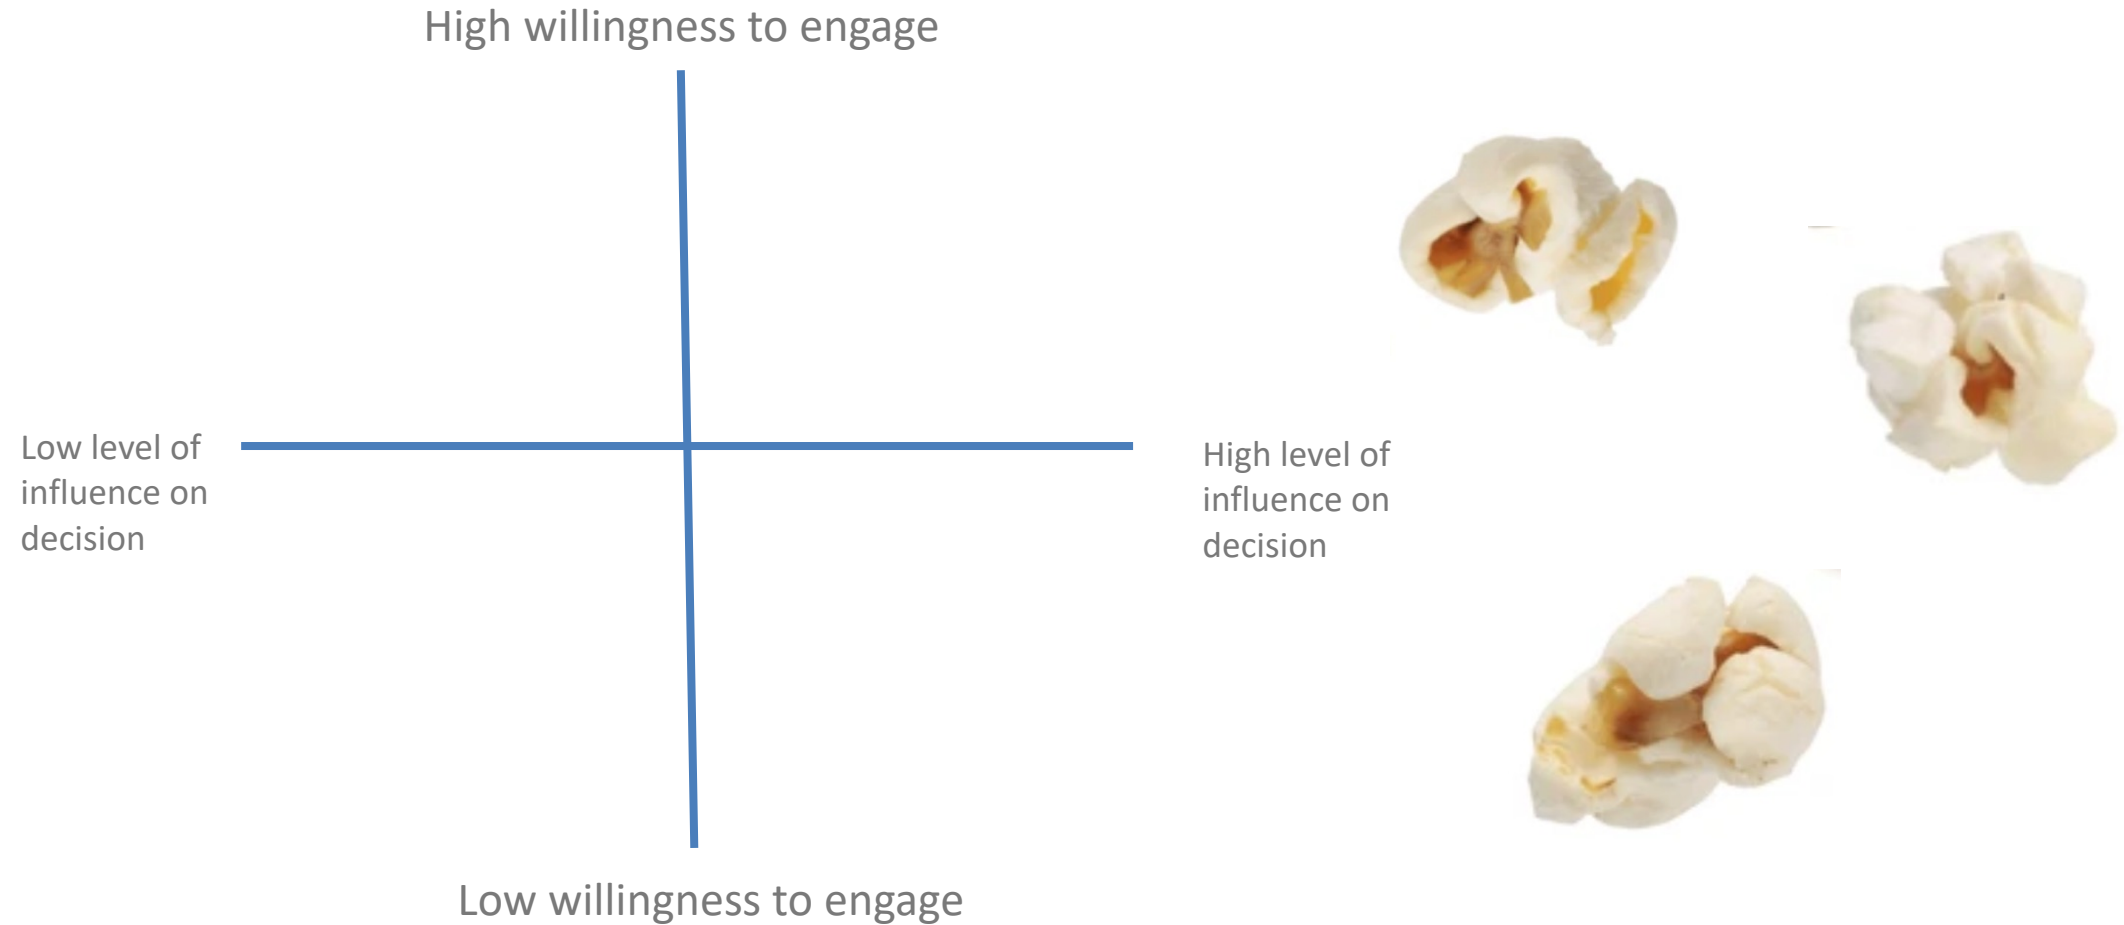 High willingness to engage
Low level of
influence on
decision
High level of
influence on
decision
Low willingness to engage